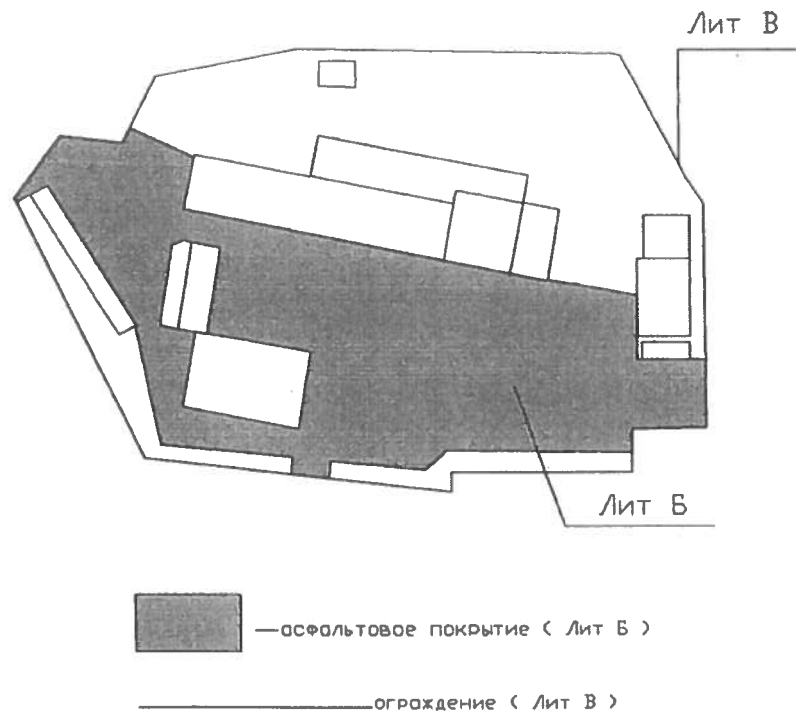 Лит В
Лит Б
—асфальтовое покрытие ( Лит Б )
ограждение ( Лит В )